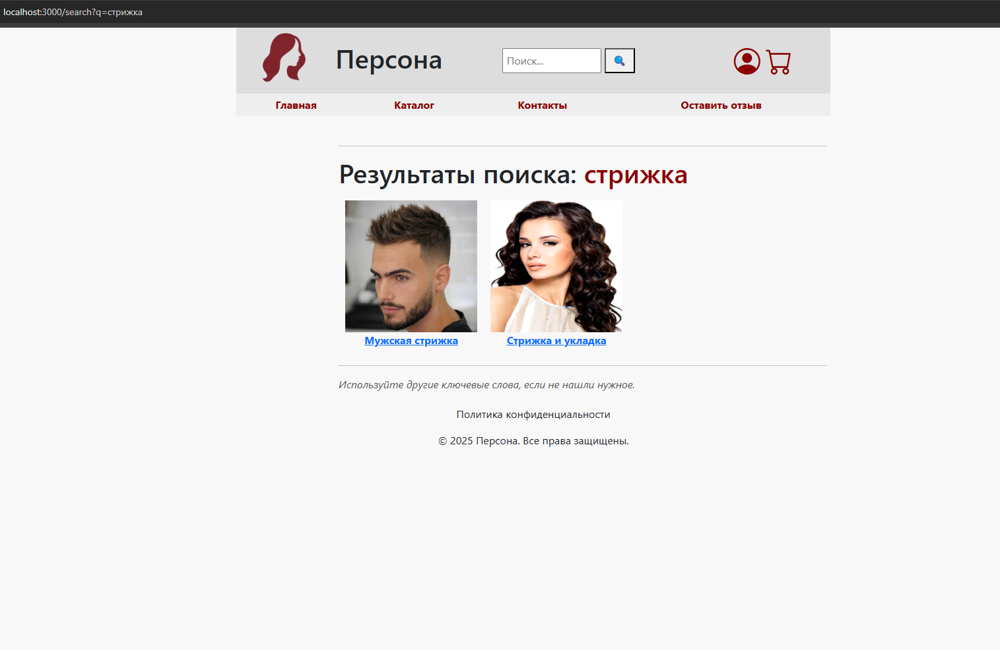 localhost:3000/search?q=стрижка
Персона
Поиск...
Главная Каталог Контакты Оставить отзыв
Результаты поиска: стрижка
Мужская стрижка Стрижка и укладка
Используйте другие ключевые слова, если не нашли нужное.
Политика конфиденциальности
© 2025 Персона. Все права защищены.